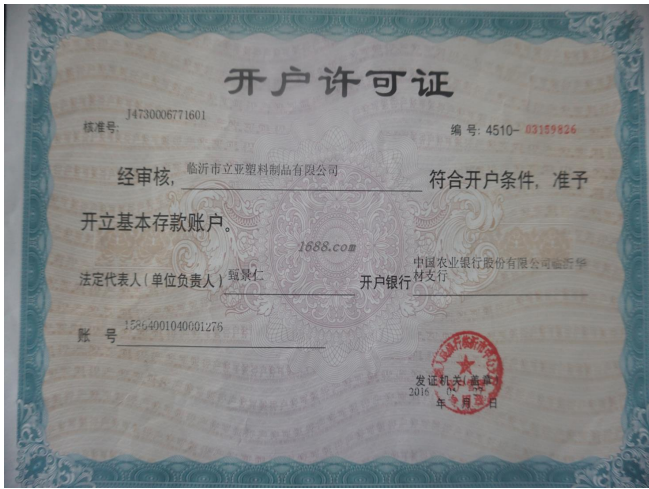 开户许可证
核准号: J4730006771601
编号: 4510-03159826
经审核, 临沂市立亚塑料制品有限公司 符合开户条件, 准予
开立基本存款账户。
1688.com
法定代表人(单位负责人) 甄景仁 开户银行 中国农业银行股份有限公司临沂华
材支行
账 号 15864001040001276
发证机关(盖章)
2016
年 月 日